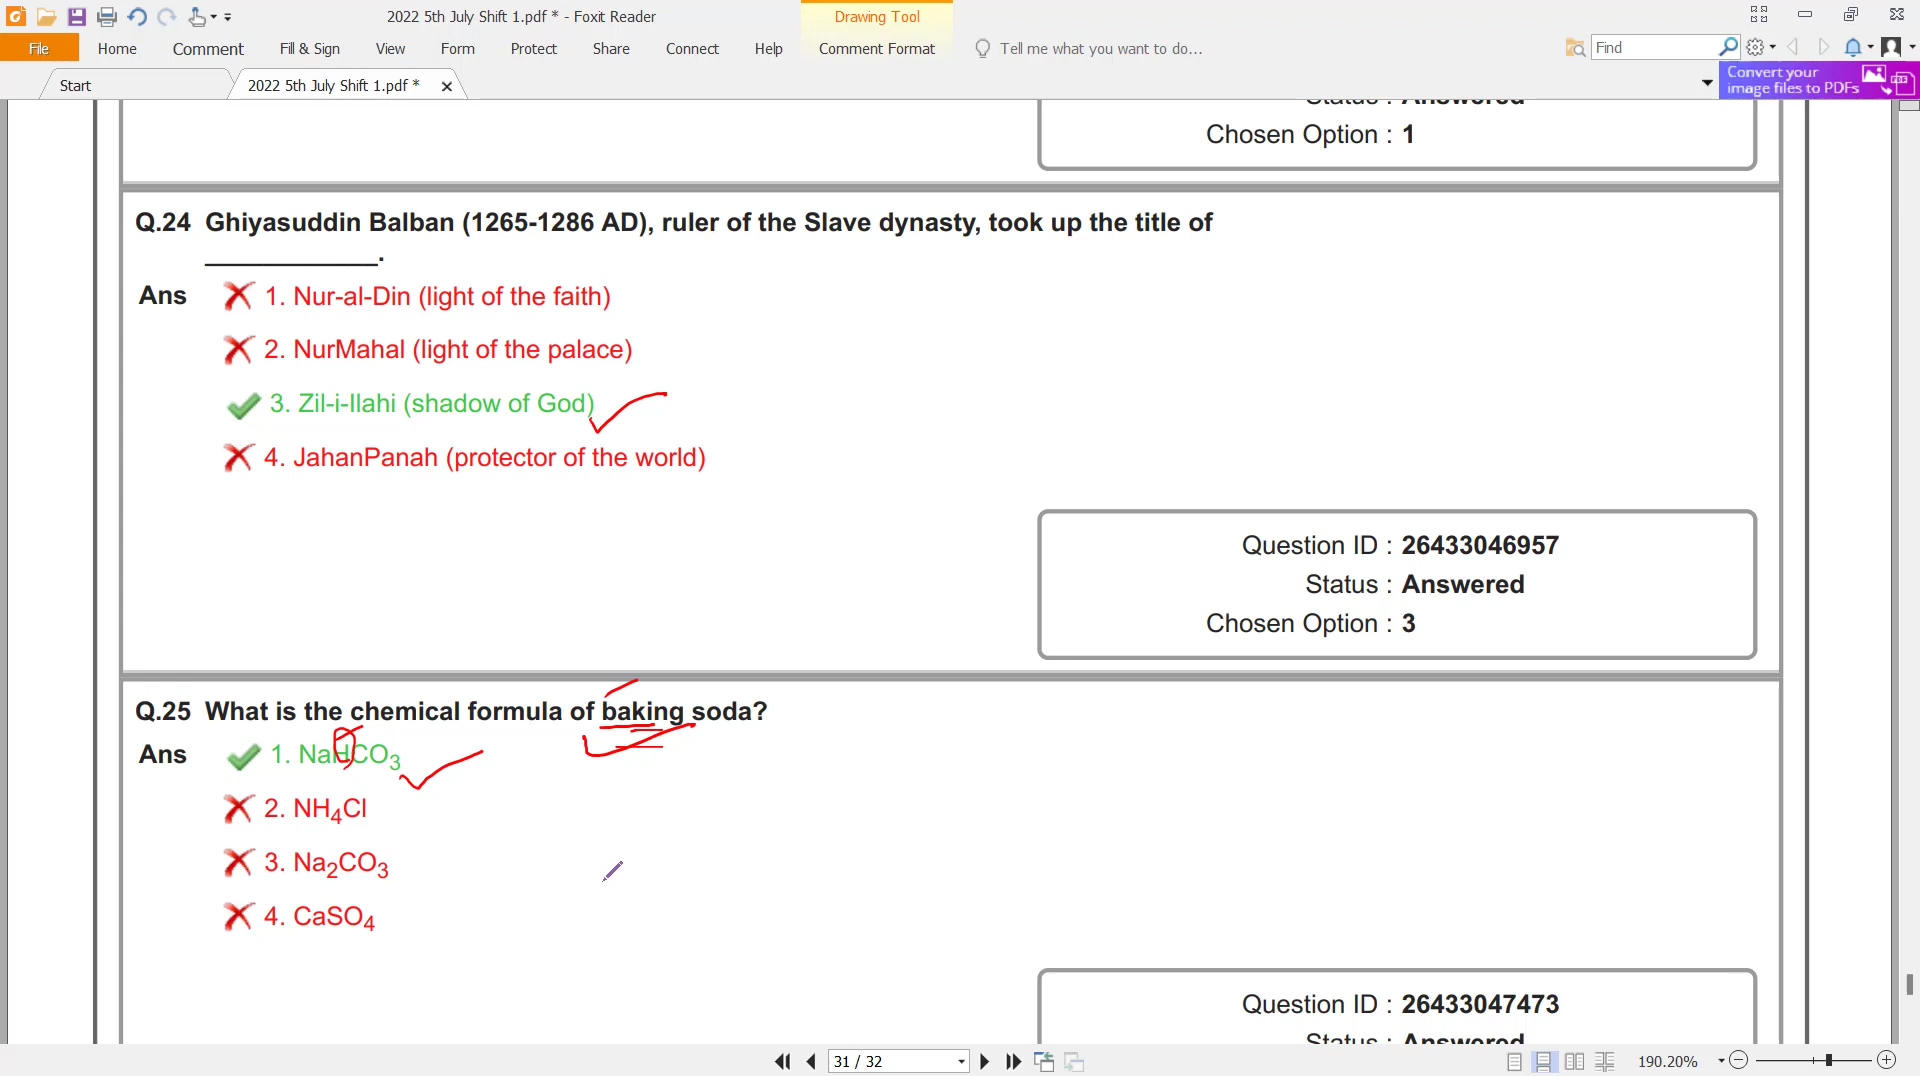 2022 5th July Shift 1.pdf * - Foxit Reader
Drawing Tool
File Home Comment Fill & Sign View Form Protect Share Connect Help Comment Format Tell me what you want to do... Find
Start 2022 5th July Shift 1.pdf *
Convert your
image files to PDFs
Status : Answered
Chosen Option : 1
Q.24 Ghiyasuddin Balban (1265-1286 AD), ruler of the Slave dynasty, took up the title of
____________.
Ans 1. Nur-al-Din (light of the faith)
2. NurMahal (light of the palace)
3. Zil-i-Ilahi (shadow of God)
4. JahanPanah (protector of the world)
Question ID : 26433046957
Status : Answered
Chosen Option : 3
Q.25 What is the chemical formula of baking soda?
Ans 1. NaHCO3
2. NH4Cl
3. Na2CO3
4. CaSO4
Question ID : 26433047473
Status : Answered
31 / 32
190.20%